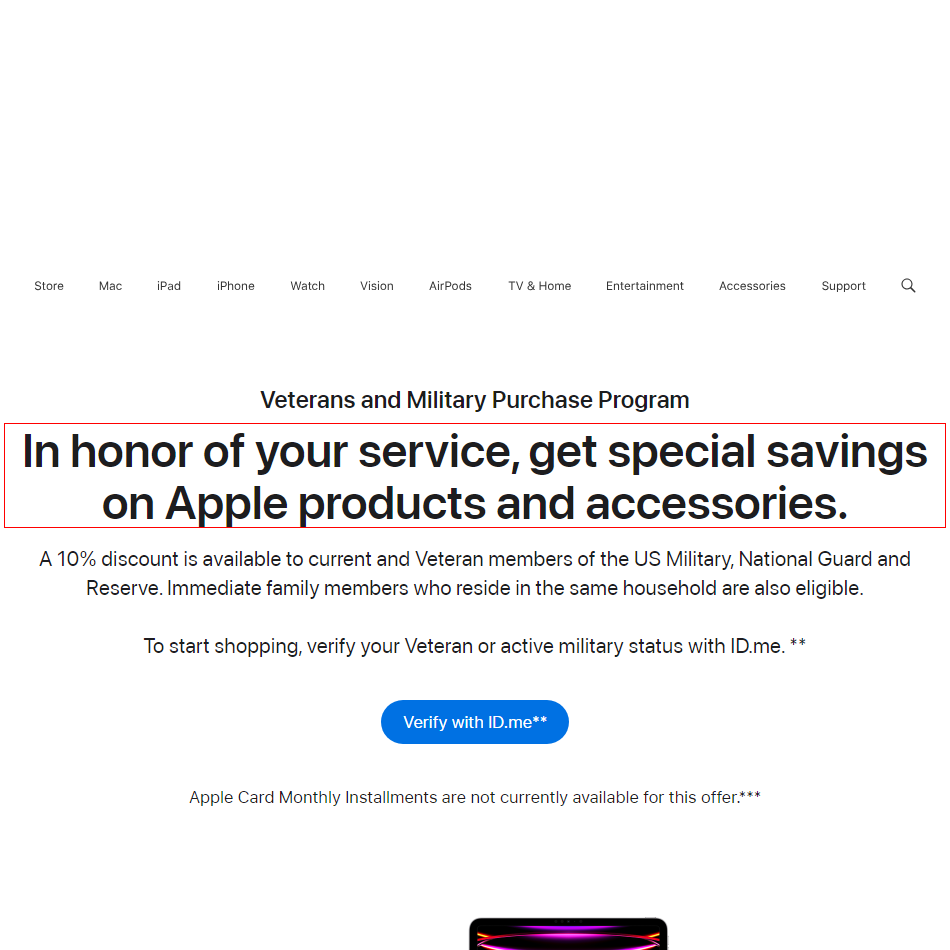 Store Mac iPad iPhone Watch Vision AirPods TV & Home Entertainment Accessories Support
Veterans and Military Purchase Program
In honor of your service, get special savings
on Apple products and accessories.
A 10% discount is available to current and Veteran members of the US Military, National Guard and
Reserve. Immediate family members who reside in the same household are also eligible.
To start shopping, verify your Veteran or active military status with ID.me. **
Verify with ID.me**
Apple Card Monthly Installments are not currently available for this offer.***